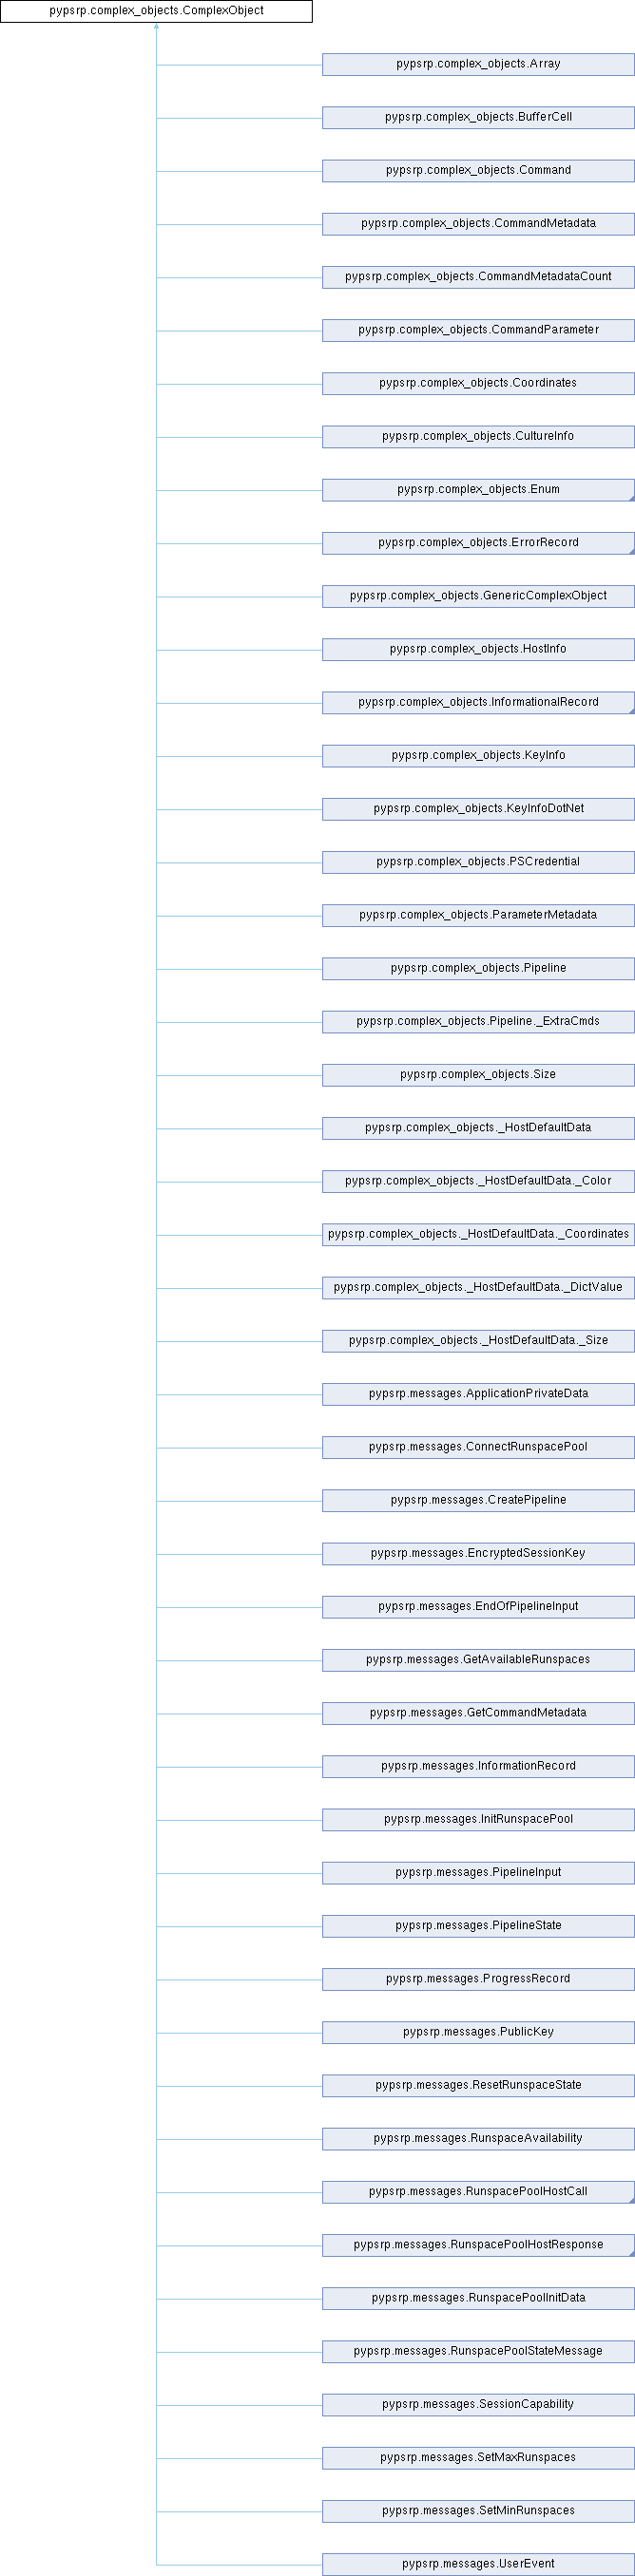 pypsrp.complex_objects.ComplexObject
pypsrp.complex_objects.Array
pypsrp.complex_objects.BufferCell
pypsrp.complex_objects.Command
pypsrp.complex_objects.CommandMetadata
pypsrp.complex_objects.CommandMetadataCount
pypsrp.complex_objects.CommandParameter
pypsrp.complex_objects.Coordinates
pypsrp.complex_objects.CultureInfo
pypsrp.complex_objects.Enum
pypsrp.complex_objects.ErrorRecord
pypsrp.complex_objects.GenericComplexObject
pypsrp.complex_objects.HostInfo
pypsrp.complex_objects.InformationalRecord
pypsrp.complex_objects.KeyInfo
pypsrp.complex_objects.KeyInfoDotNet
pypsrp.complex_objects.PSCredential
pypsrp.complex_objects.ParameterMetadata
pypsrp.complex_objects.Pipeline
pypsrp.complex_objects.Pipeline._ExtraCmds
pypsrp.complex_objects.Size
pypsrp.complex_objects._HostDefaultData
pypsrp.complex_objects._HostDefaultData._Color
pypsrp.complex_objects._HostDefaultData._Coordinates
pypsrp.complex_objects._HostDefaultData._DictValue
pypsrp.complex_objects._HostDefaultData._Size
pypsrp.messages.ApplicationPrivateData
pypsrp.messages.ConnectRunspacePool
pypsrp.messages.CreatePipeline
pypsrp.messages.EncryptedSessionKey
pypsrp.messages.EndOfPipelineInput
pypsrp.messages.GetAvailableRunspaces
pypsrp.messages.GetCommandMetadata
pypsrp.messages.InformationRecord
pypsrp.messages.InitRunspacePool
pypsrp.messages.PipelineInput
pypsrp.messages.PipelineState
pypsrp.messages.ProgressRecord
pypsrp.messages.PublicKey
pypsrp.messages.ResetRunspaceState
pypsrp.messages.RunspaceAvailability
pypsrp.messages.RunspacePoolHostCall
pypsrp.messages.RunspacePoolHostResponse
pypsrp.messages.RunspacePoolInitData
pypsrp.messages.RunspacePoolStateMessage
pypsrp.messages.SessionCapability
pypsrp.messages.SetMaxRunspaces
pypsrp.messages.SetMinRunspaces
pypsrp.messages.UserEvent